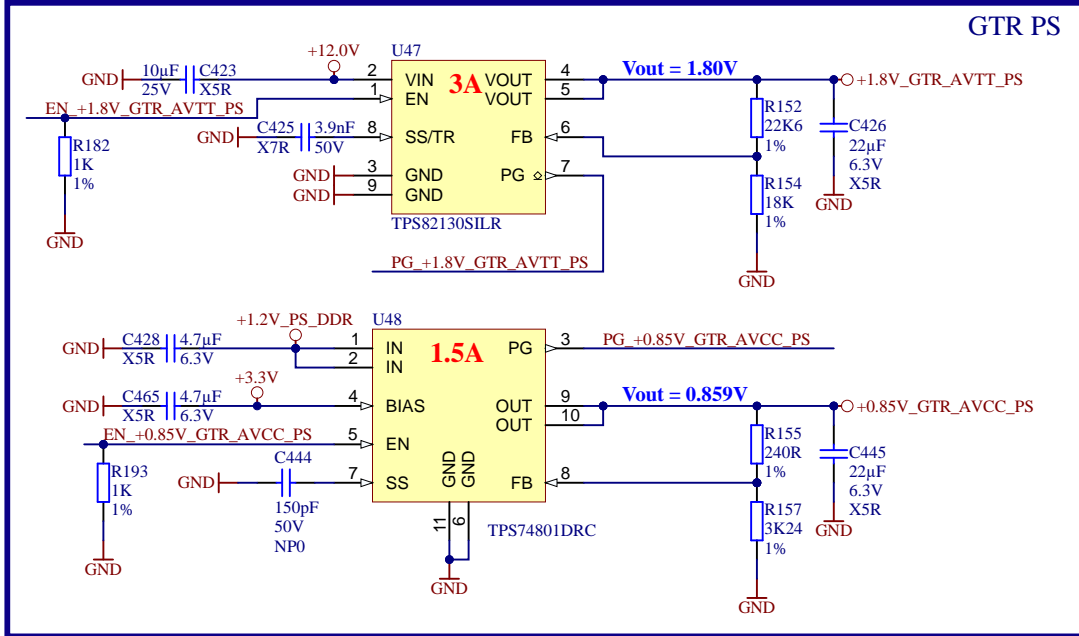 GTR PS
U47
+12.0V
10µF
C423
GND
25V
X5R
EN_+1.8V_GTR_AVTT_PS
R182
1K
1%
GND
C425
3.9nF
GND
X7R
50V
GND
GND
2
1
8
3
9
VIN
EN
SS/TR
GND
GND
3A
VOUT
VOUT
FB
PG
4
5
6
7
TPS82130SILR
PG_+1.8V_GTR_AVTT_PS
Vout = 1.80V
+1.8V_GTR_AVTT_PS
R152
22K6
1%
R154
18K
1%
GND
C426
22µF
6.3V
X5R
GND
U48
+1.2V_PS_DDR
C428
4.7µF
GND
X5R
6.3V
+3.3V
C465
4.7µF
GND
X5R
6.3V
EN_+0.85V_GTR_AVCC_PS
R193
1K
1%
GND
C444
GND
150pF
50V
NP0
1
2
4
5
7
IN
IN
BIAS
EN
SS
1.5A
PG
OUT
OUT
FB
GND
GND
3
9
10
8
11
6
GND
TPS74801DRC
PG_+0.85V_GTR_AVCC_PS
Vout = 0.859V
+0.85V_GTR_AVCC_PS
R155
240R
1%
R157
3K24
1%
GND
C445
22µF
6.3V
X5R
GND